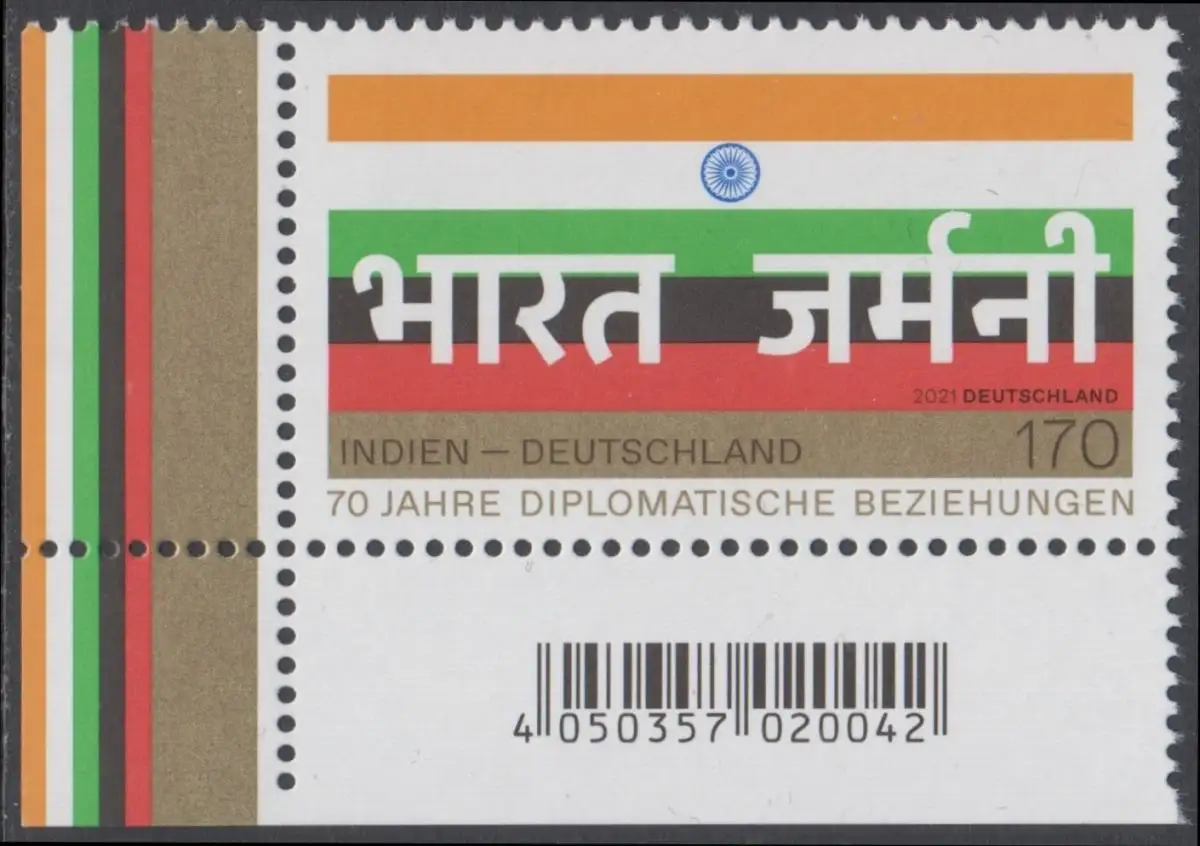 भारत जर्मनी
2021 DEUTSCHLAND
INDIEN – DEUTSCHLAND 170
70 JAHRE DIPLOMATISCHE BEZIEHUNGEN
4 050357 020042